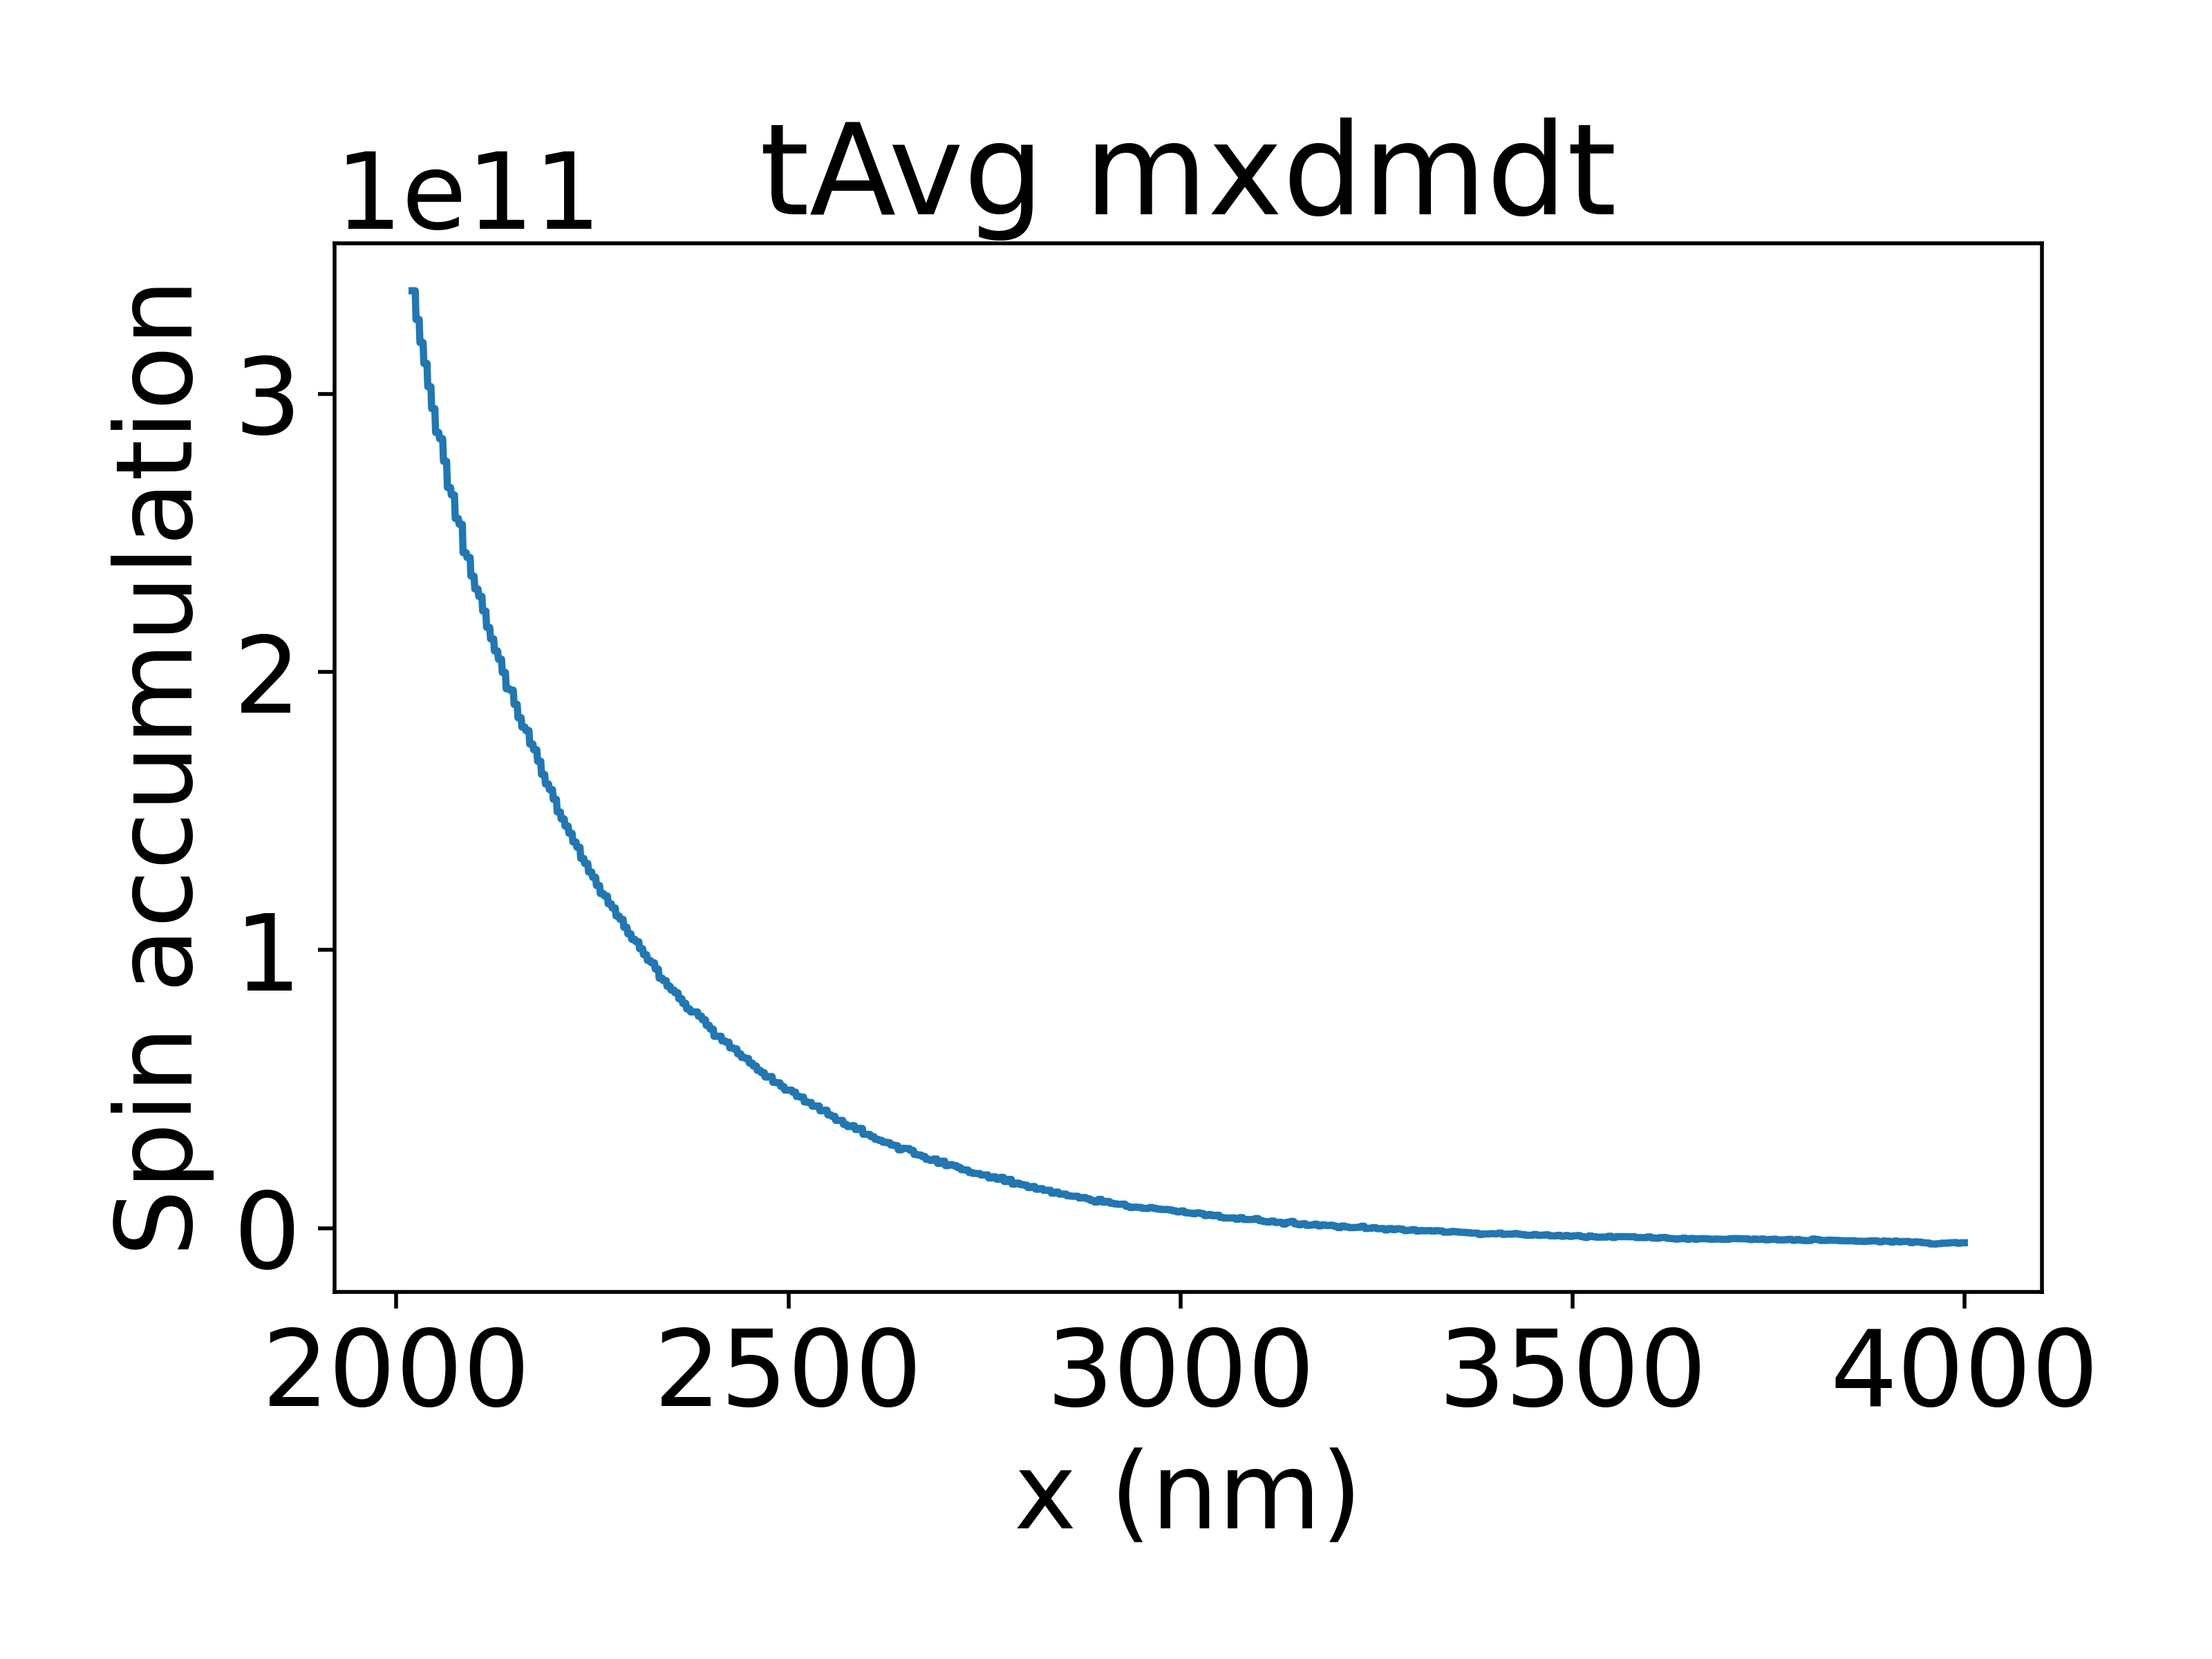 tAvg mxdmdt
1e11
Spin accumulation
3
2
1
0
2000 2500 3000 3500 4000
x (nm)